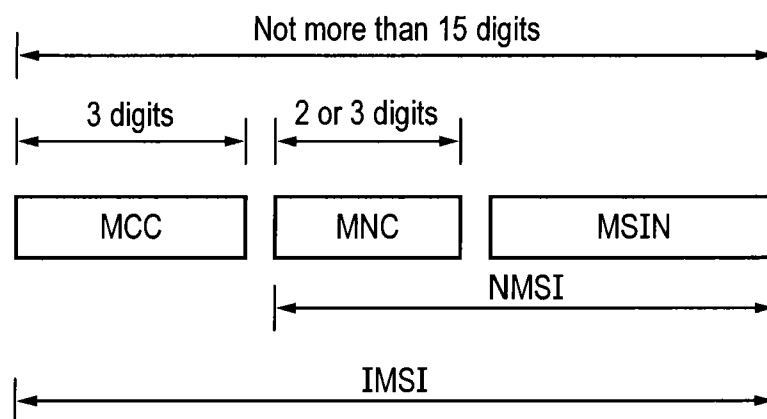 Not more than 15 digits
3 digits
2 or 3 digits
MCC
MNC
MSIN
NMSI
IMSI